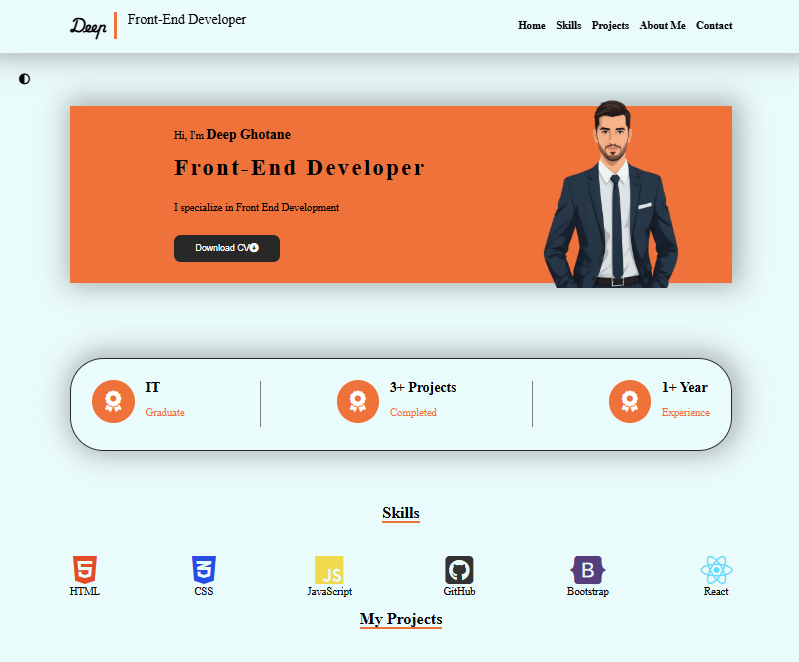 Deep
Front-End Developer
Home Skills Projects About Me Contact
Hi, I'm Deep Ghotane
Front-End Developer
I specialize in Front End Development
Download CV
IT
Graduate
3+ Projects
Completed
1+ Year
Experience
Skills
5
3
JS
B
HTML CSS JavaScript GitHub Bootstrap React
My Projects